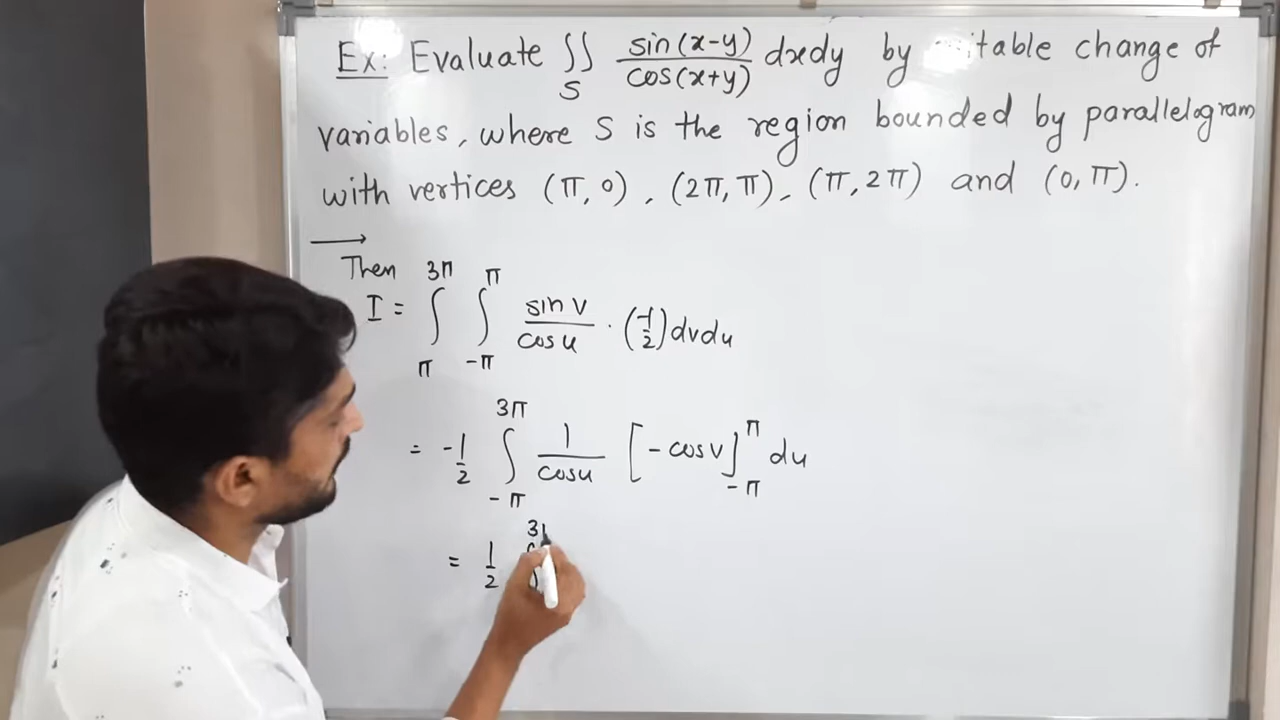 Ex: Evaluate ∬_S sin(x-y)/cos(x+y) dxdy by change of
variables, where S is the region bounded by parallelogram
with vertices (π, 0), (2π, π), (π, 2π) and (0, π).
Then
I = ∫_π^{3π} ∫_{-π}^{π} sin v/cos u · (-1/2) dv du
= -1/2 ∫_{-π}^{3π} 1/cos u [-cos v]_{-π}^{π} du
= 1/2 ∫